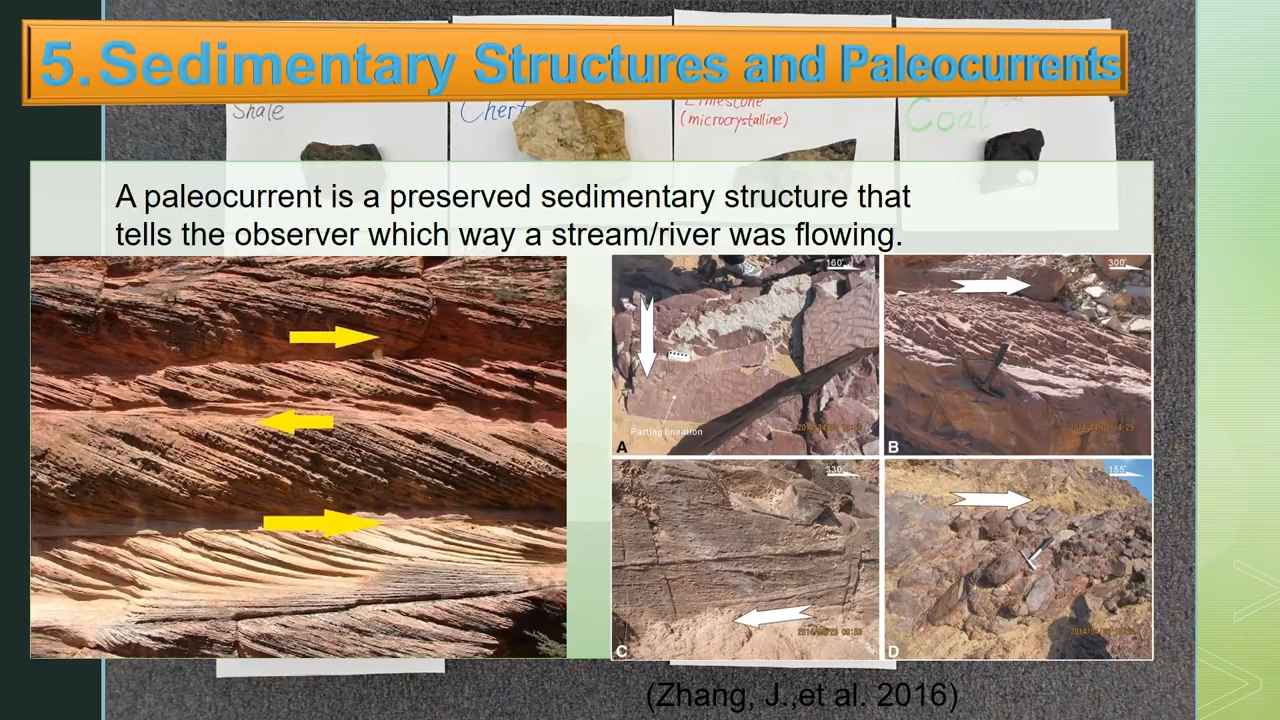 5. Sedimentary Structures and Paleocurrents
Shale
Chert
Limestone
(microcrystalline)
Coal
A paleocurrent is a preserved sedimentary structure that
tells the observer which way a stream/river was flowing.
160°
300°
Parting lineation
A
B
330°
155°
C
D
(Zhang, J.,et al. 2016)